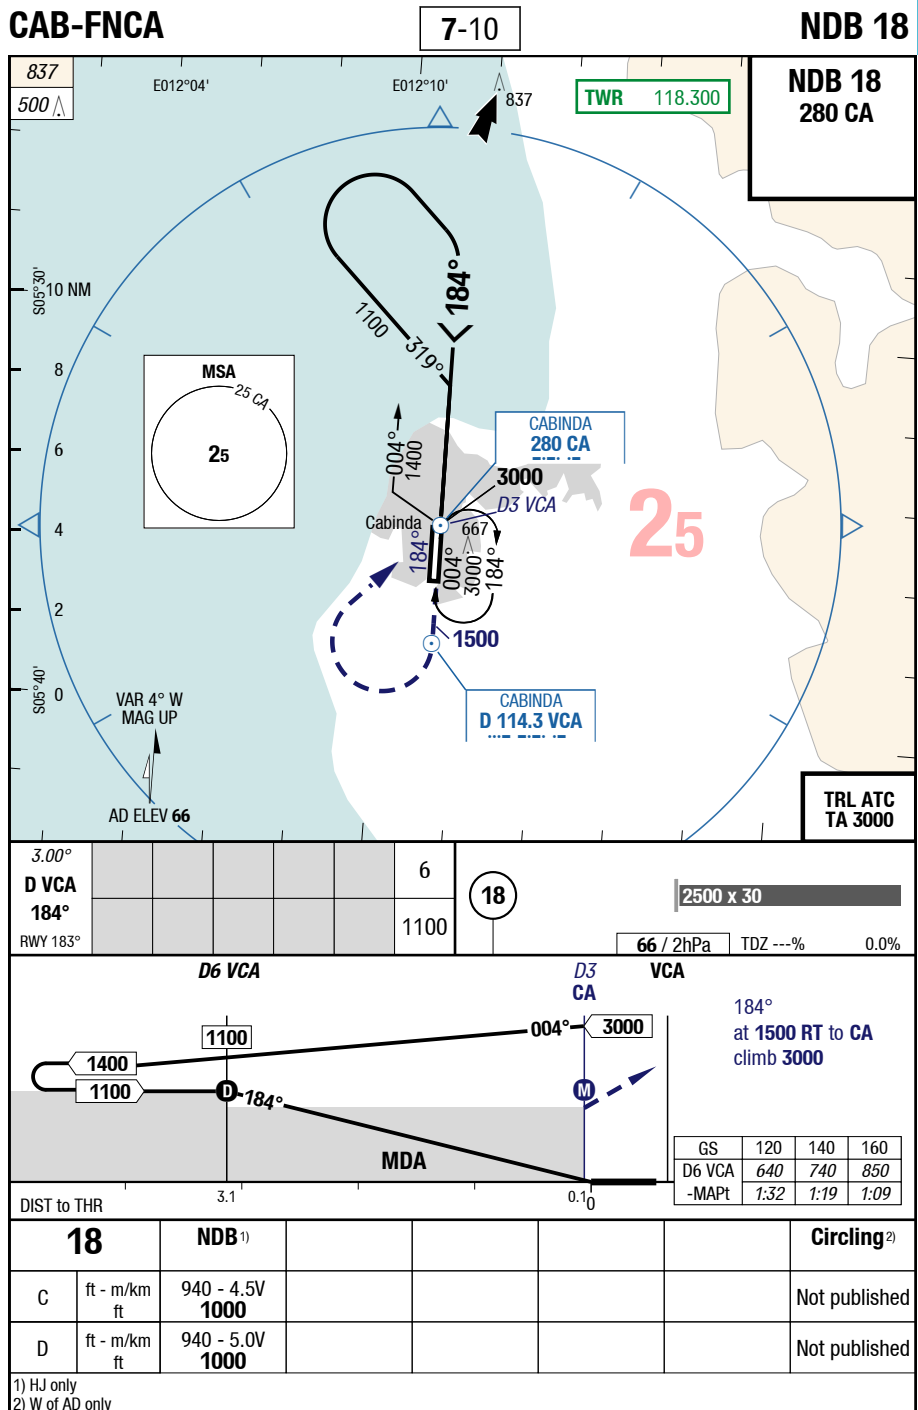 CAB-FNCA
7-10
NDB 18
837
500
E012°04'
E012°10'
837
TWR 118.300
NDB 18
280 CA
S05°30'
10 NM
8
6
4
2
0
S05°40'
184°
1100
319°
MSA
25 CA
25
004°
1400
CABINDA
280 CA
3000
D3 VCA
Cabinda
667
184°
004°
3000
184°
25
1500
CABINDA
D 114.3 VCA
VAR 4° W
MAG UP
AD ELEV 66
TRL ATC
TA 3000
3.00°
D VCA
184°
RWY 183°
6
1100
18
2500 x 30
66 / 2hPa
TDZ ---%
0.0%
D6 VCA
D3
CA
VCA
1100
004°
3000
1400
1100
D
184°
M
MDA
184°
at 1500 RT to CA
climb 3000
GS 120 140 160
D6 VCA 640 740 850
-MAPt 1:32 1:19 1:09
DIST to THR
3.1
0.1
0
18 NDB 1) Circling 2)
C ft - m/km 940 - 4.5V Not published
ft 1000
D ft - m/km 940 - 5.0V Not published
ft 1000
1) HJ only
2) W of AD only